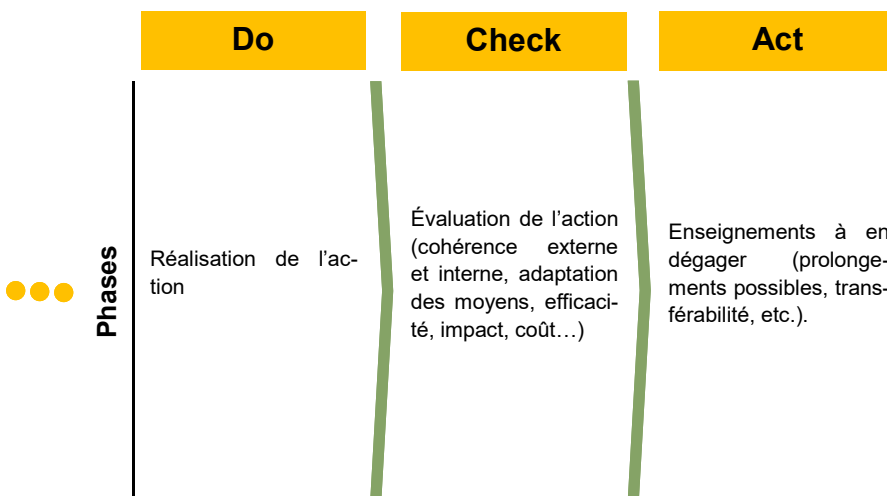 Do
Check
Act
Phases
Réalisation de l’ac-
tion
Évaluation de l’action
(cohérence externe
et interne, adaptation
des moyens, efficaci-
té, impact, coût…)
Enseignements à en
dégager (prolonge-
ments possibles, trans-
férabilité, etc.).